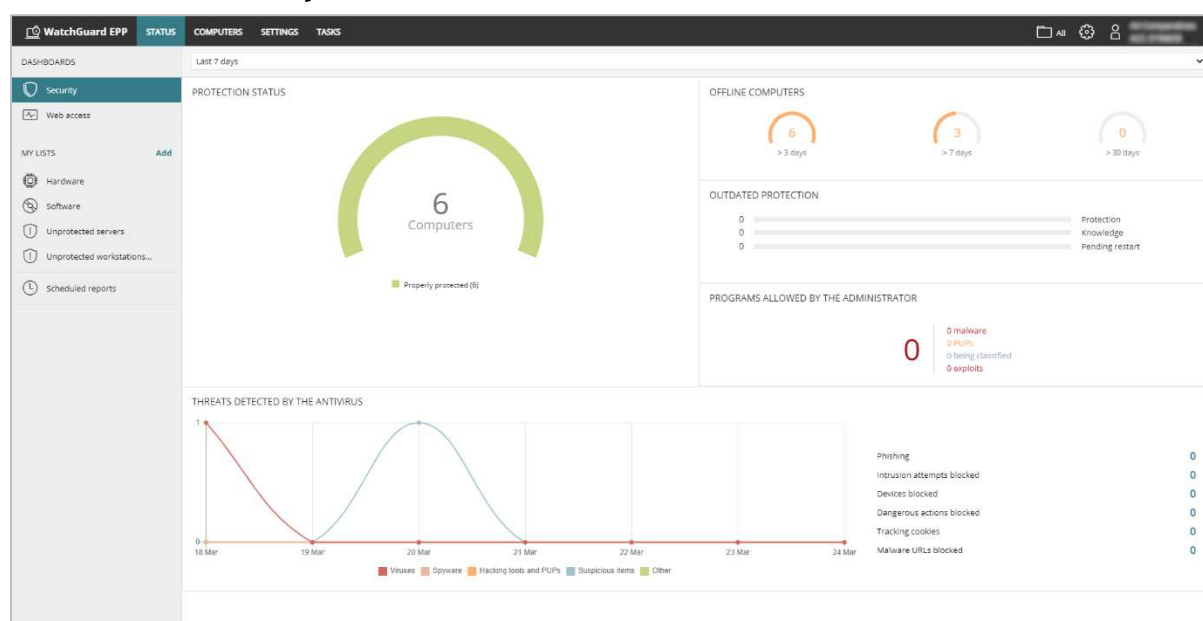 WatchGuard EPP STATUS COMPUTERS SETTINGS TASKS All
DASHBOARDS
Last 7 days
Security
Web access
MY LISTS Add
Hardware
Software
Unprotected servers
Unprotected workstations...
Scheduled reports
PROTECTION STATUS
6
Computers
Properly protected (6)
OFFLINE COMPUTERS
6 3 0
> 3 days > 7 days > 30 days
OUTDATED PROTECTION
0 Protection
0 Knowledge
0 Pending restart
PROGRAMS ALLOWED BY THE ADMINISTRATOR
0
0 malware
0 PUPs
0 being classified
0 exploits
THREATS DETECTED BY THE ANTIVIRUS
1
0
18 Mar 19 Mar 20 Mar 21 Mar 22 Mar 23 Mar 24 Mar
Viruses Spyware Hacking tools and PUPs Suspicious items Other
Phishing 0
Intrusion attempts blocked 0
Devices blocked 0
Dangerous actions blocked 0
Tracking cookies 0
Malware URLs blocked 0